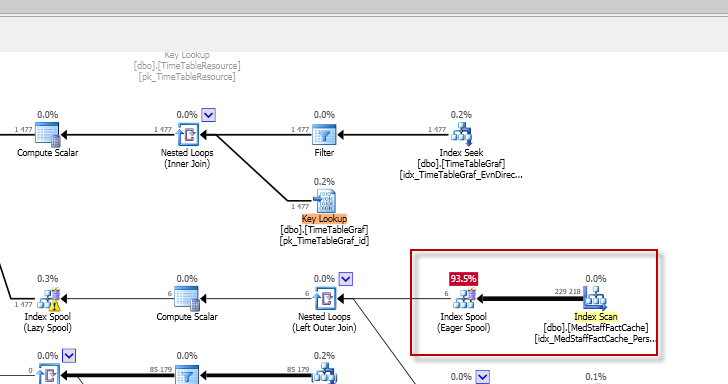 Key Lookup
[dbo].[TimeTableResource]
[pk_TimeTableResource]
0.0%
0.0%
0.0%
0.2%
1 477
1 477
1 477
1 477
Compute Scalar
Nested Loops
(Inner Join)
Filter
Index Seek
[dbo].[TimeTableGraf]
[idx_TimeTableGraf_EvnDirec...
0.2%
1 477
Key Lookup
[dbo].[TimeTableGraf]
[pk_TimeTableGraf_id]
0.3%
0.0%
0.0%
93.5%
0.0%
1 477
6
6
6
229 218
Index Spool
(Lazy Spool)
Compute Scalar
Nested Loops
(Left Outer Join)
Index Spool
(Eager Spool)
Index Scan
[dbo].[MedStaffFactCache]
[idx_MedStaffFactCache_Pers...
0.0%
0.0%
0.2%
0
85 179
85 179
0.0%
0.1%